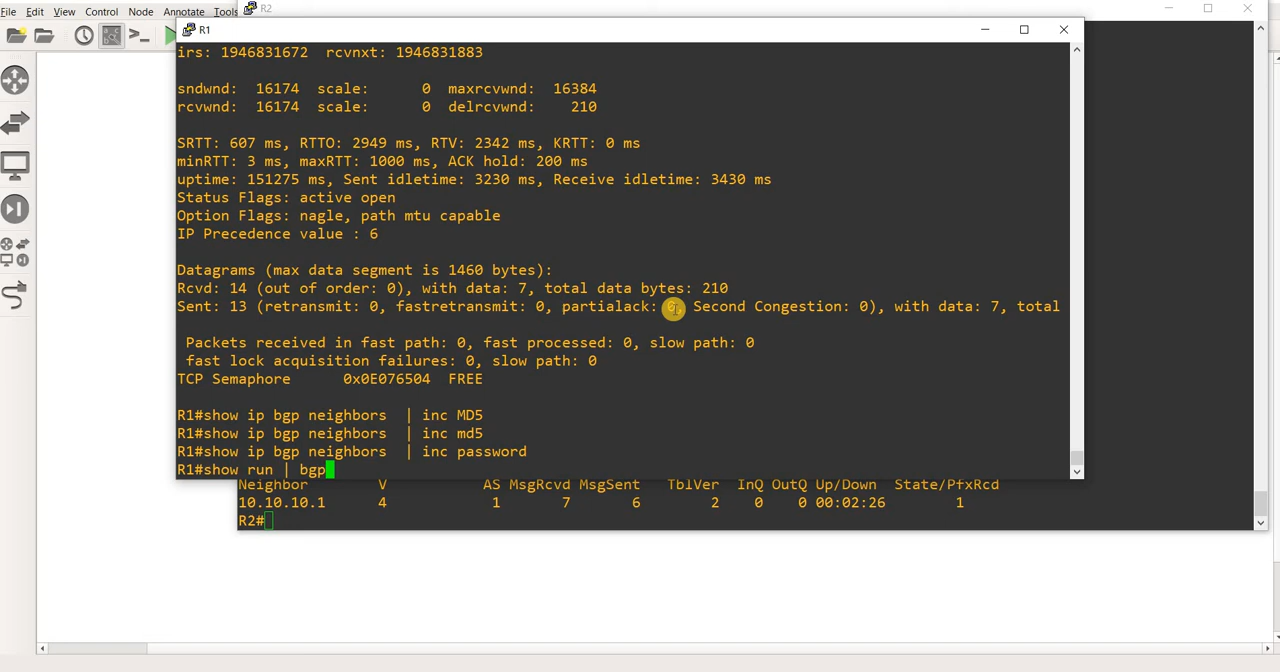 R2
File Edit View Control Node Annotate Tools
R1
irs: 1946831672  rcvnxt: 1946831883
sndwnd:  16174  scale:      0  maxrcvwnd:  16384
rcvwnd:  16174  scale:      0  delrcvwnd:    210
SRTT: 607 ms, RTTO: 2949 ms, RTV: 2342 ms, KRTT: 0 ms
minRTT: 3 ms, maxRTT: 1000 ms, ACK hold: 200 ms
uptime: 151275 ms, Sent idletime: 3230 ms, Receive idletime: 3430 ms
Status Flags: active open
Option Flags: nagle, path mtu capable
IP Precedence value : 6
Datagrams (max data segment is 1460 bytes):
Rcvd: 14 (out of order: 0), with data: 7, total data bytes: 210
Sent: 13 (retransmit: 0, fastretransmit: 0, partialack: 0, Second Congestion: 0), with data: 7, total
Packets received in fast path: 0, fast processed: 0, slow path: 0
fast lock acquisition failures: 0, slow path: 0
TCP Semaphore      0x0E076504  FREE
R1#show ip bgp neighbors  | inc MD5
R1#show ip bgp neighbors  | inc md5
R1#show ip bgp neighbors  | inc password
R1#show run | bgp
Neighbor        V           AS MsgRcvd MsgSent   TblVer  InQ OutQ Up/Down  State/PfxRcd
10.10.10.1      4            1       7       6        2    0    0 00:02:26        1
R2#